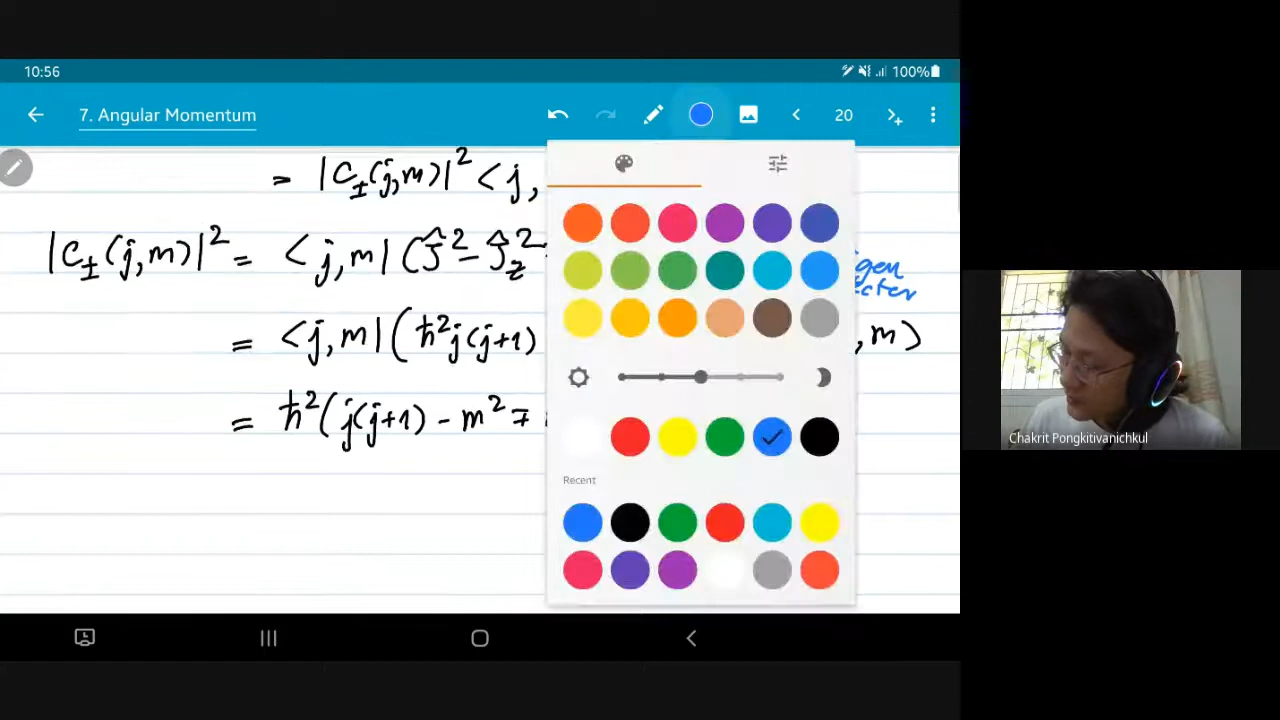 10:56
100%
7. Angular Momentum
20
= |C±(j,m)|² <j,
|C±(j,m)|² = <j,m|(Ĵ² - Ĵz²
= <j,m|(ħ²j(j+1) ,m>
= ħ²(j(j+1) - m² ∓
Recent
Chakrit Pongkitivanichkul